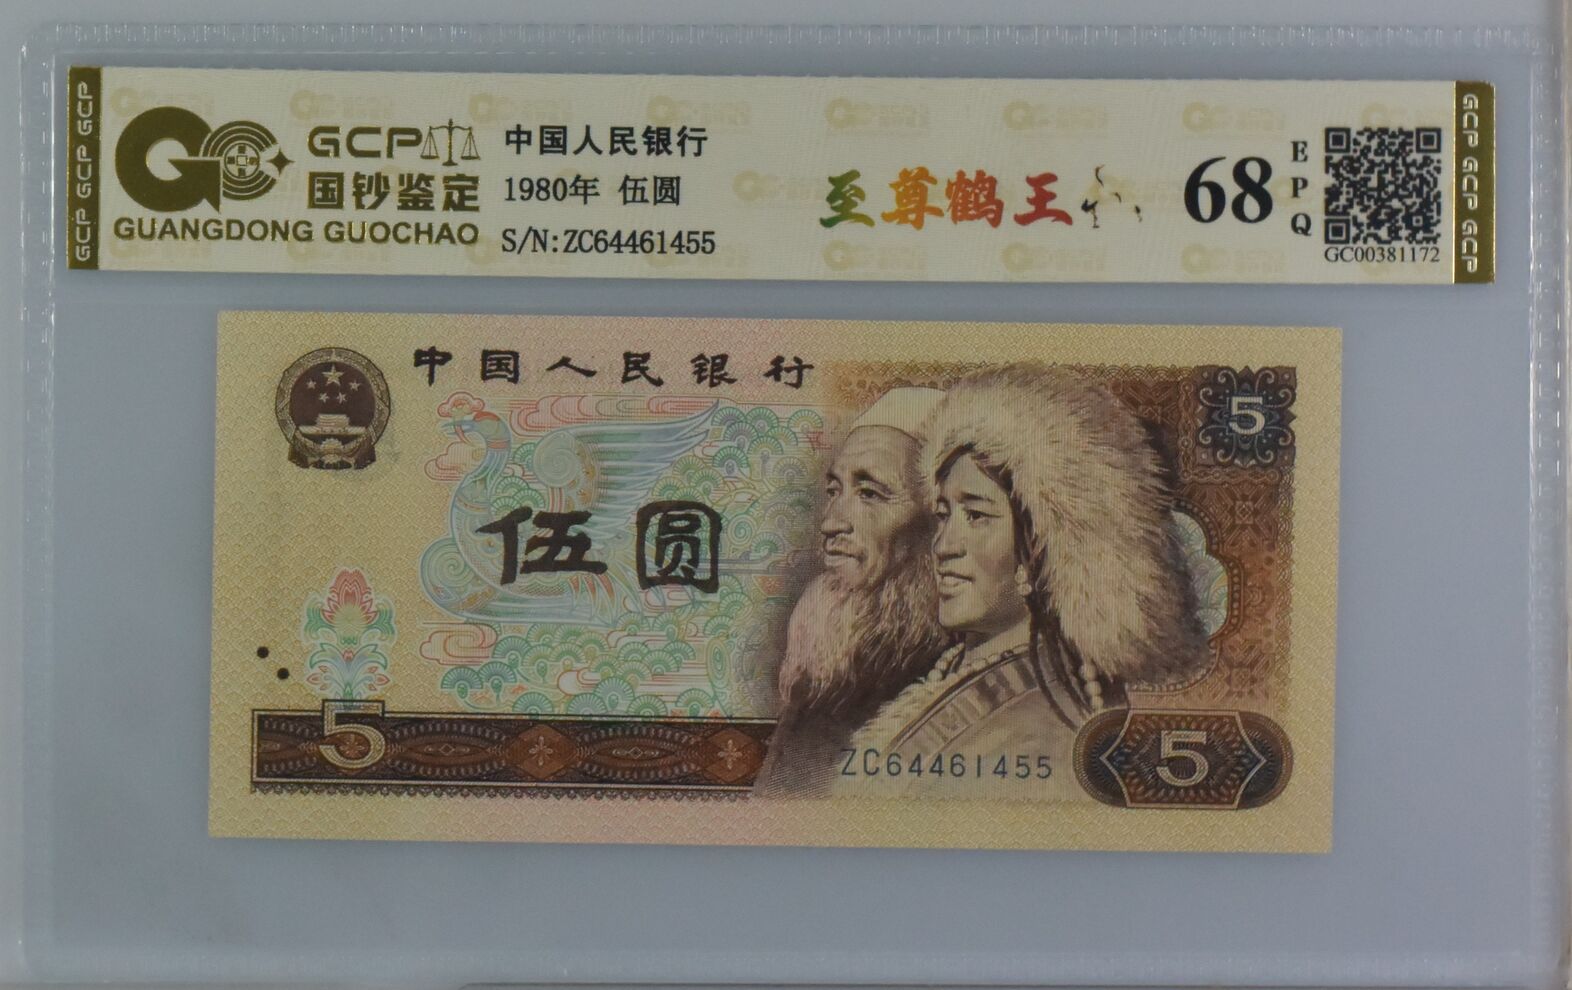 GCP GCP GCP
GCP
国钞鉴定
GUANGDONG GUOCHAO
中国人民银行
1980年 伍圆
S/N:ZC64461455
至尊鹤王
68
EPQ
GC00381172
GCP GCP GCP
中国人民银行
5
伍圆
5
ZC64461455
5